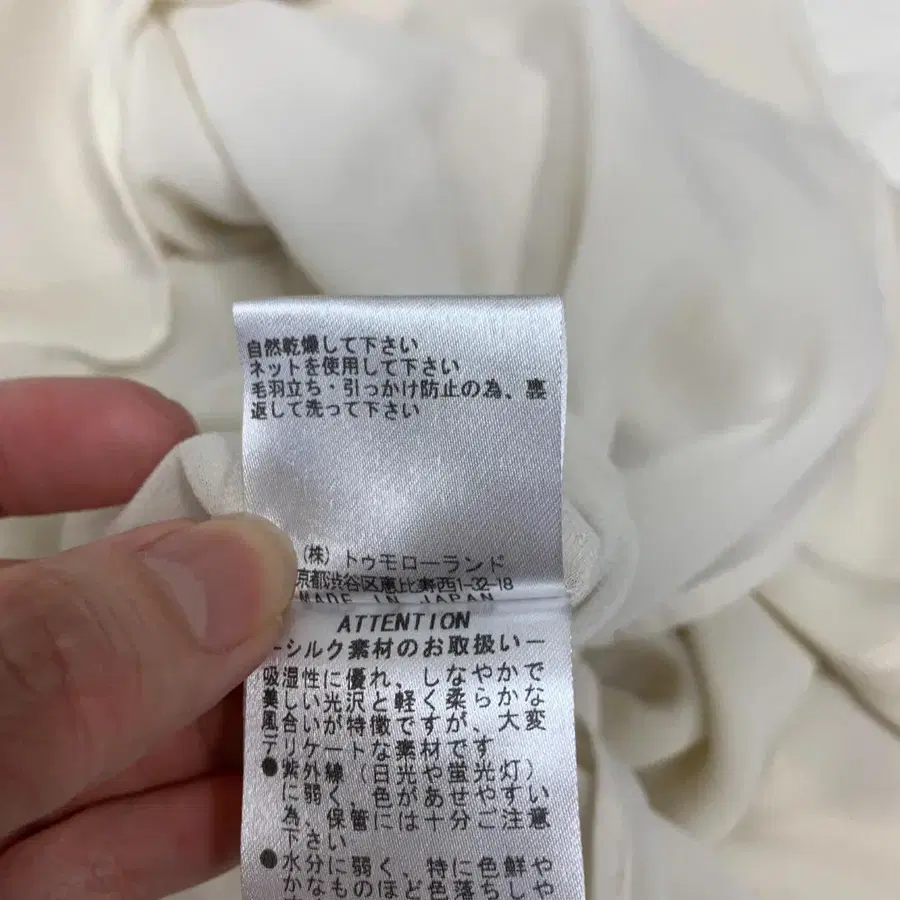 自然乾燥して下さい
ネットを使用して下さい
毛羽立ち・引っかけ防止の為、裏
返して洗って下さい
(株) トゥモローランド
京都渋谷区恵比寿西1-32-18
MADE IN JAPAN
ATTENTION
ーシルク素材のお取扱いー
吸湿性に優れ、しなやかで
美しい光沢と軽く柔らかな
風合いが特徴ですが、大変
デリケートな素材です
●紫外線(日光や蛍光灯)
に弱く、色があせやすい
為、保管には十分ご注意
下さい
●水分に弱く、特に色鮮や
かなものほど色落ちしや